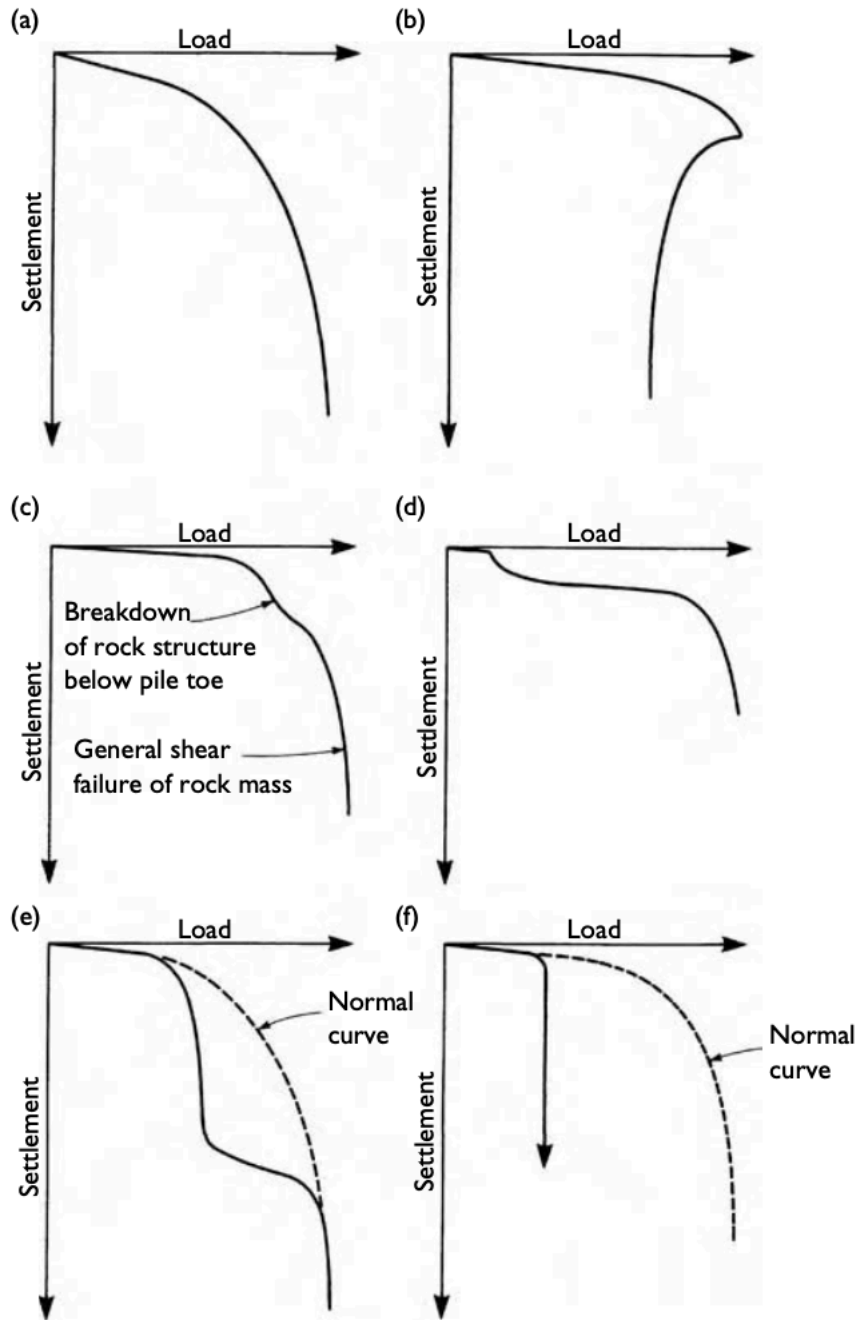 (a)
Load
Settlement
(b)
Load
Settlement
(c)
Load
Settlement
Breakdown
of rock structure
below pile toe
General shear
failure of rock mass
(d)
Load
Settlement
(e)
Load
Settlement
Normal
curve
(f)
Load
Settlement
Normal
curve